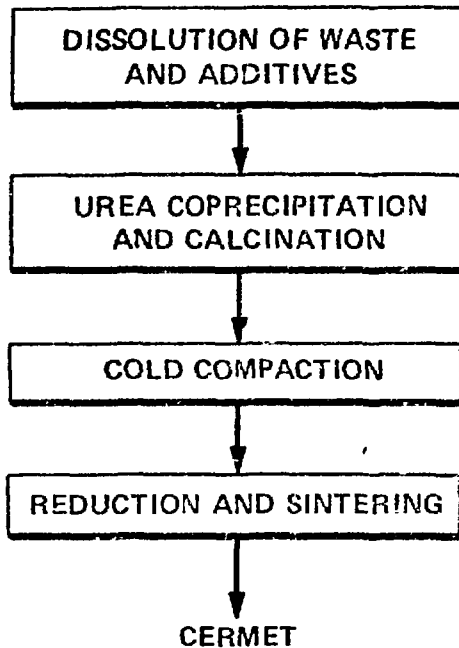 DISSOLUTION OF WASTE
AND ADDITIVES
UREA COPRECIPITATION
AND CALCINATION
COLD COMPACTION
REDUCTION AND SINTERING
CERMET